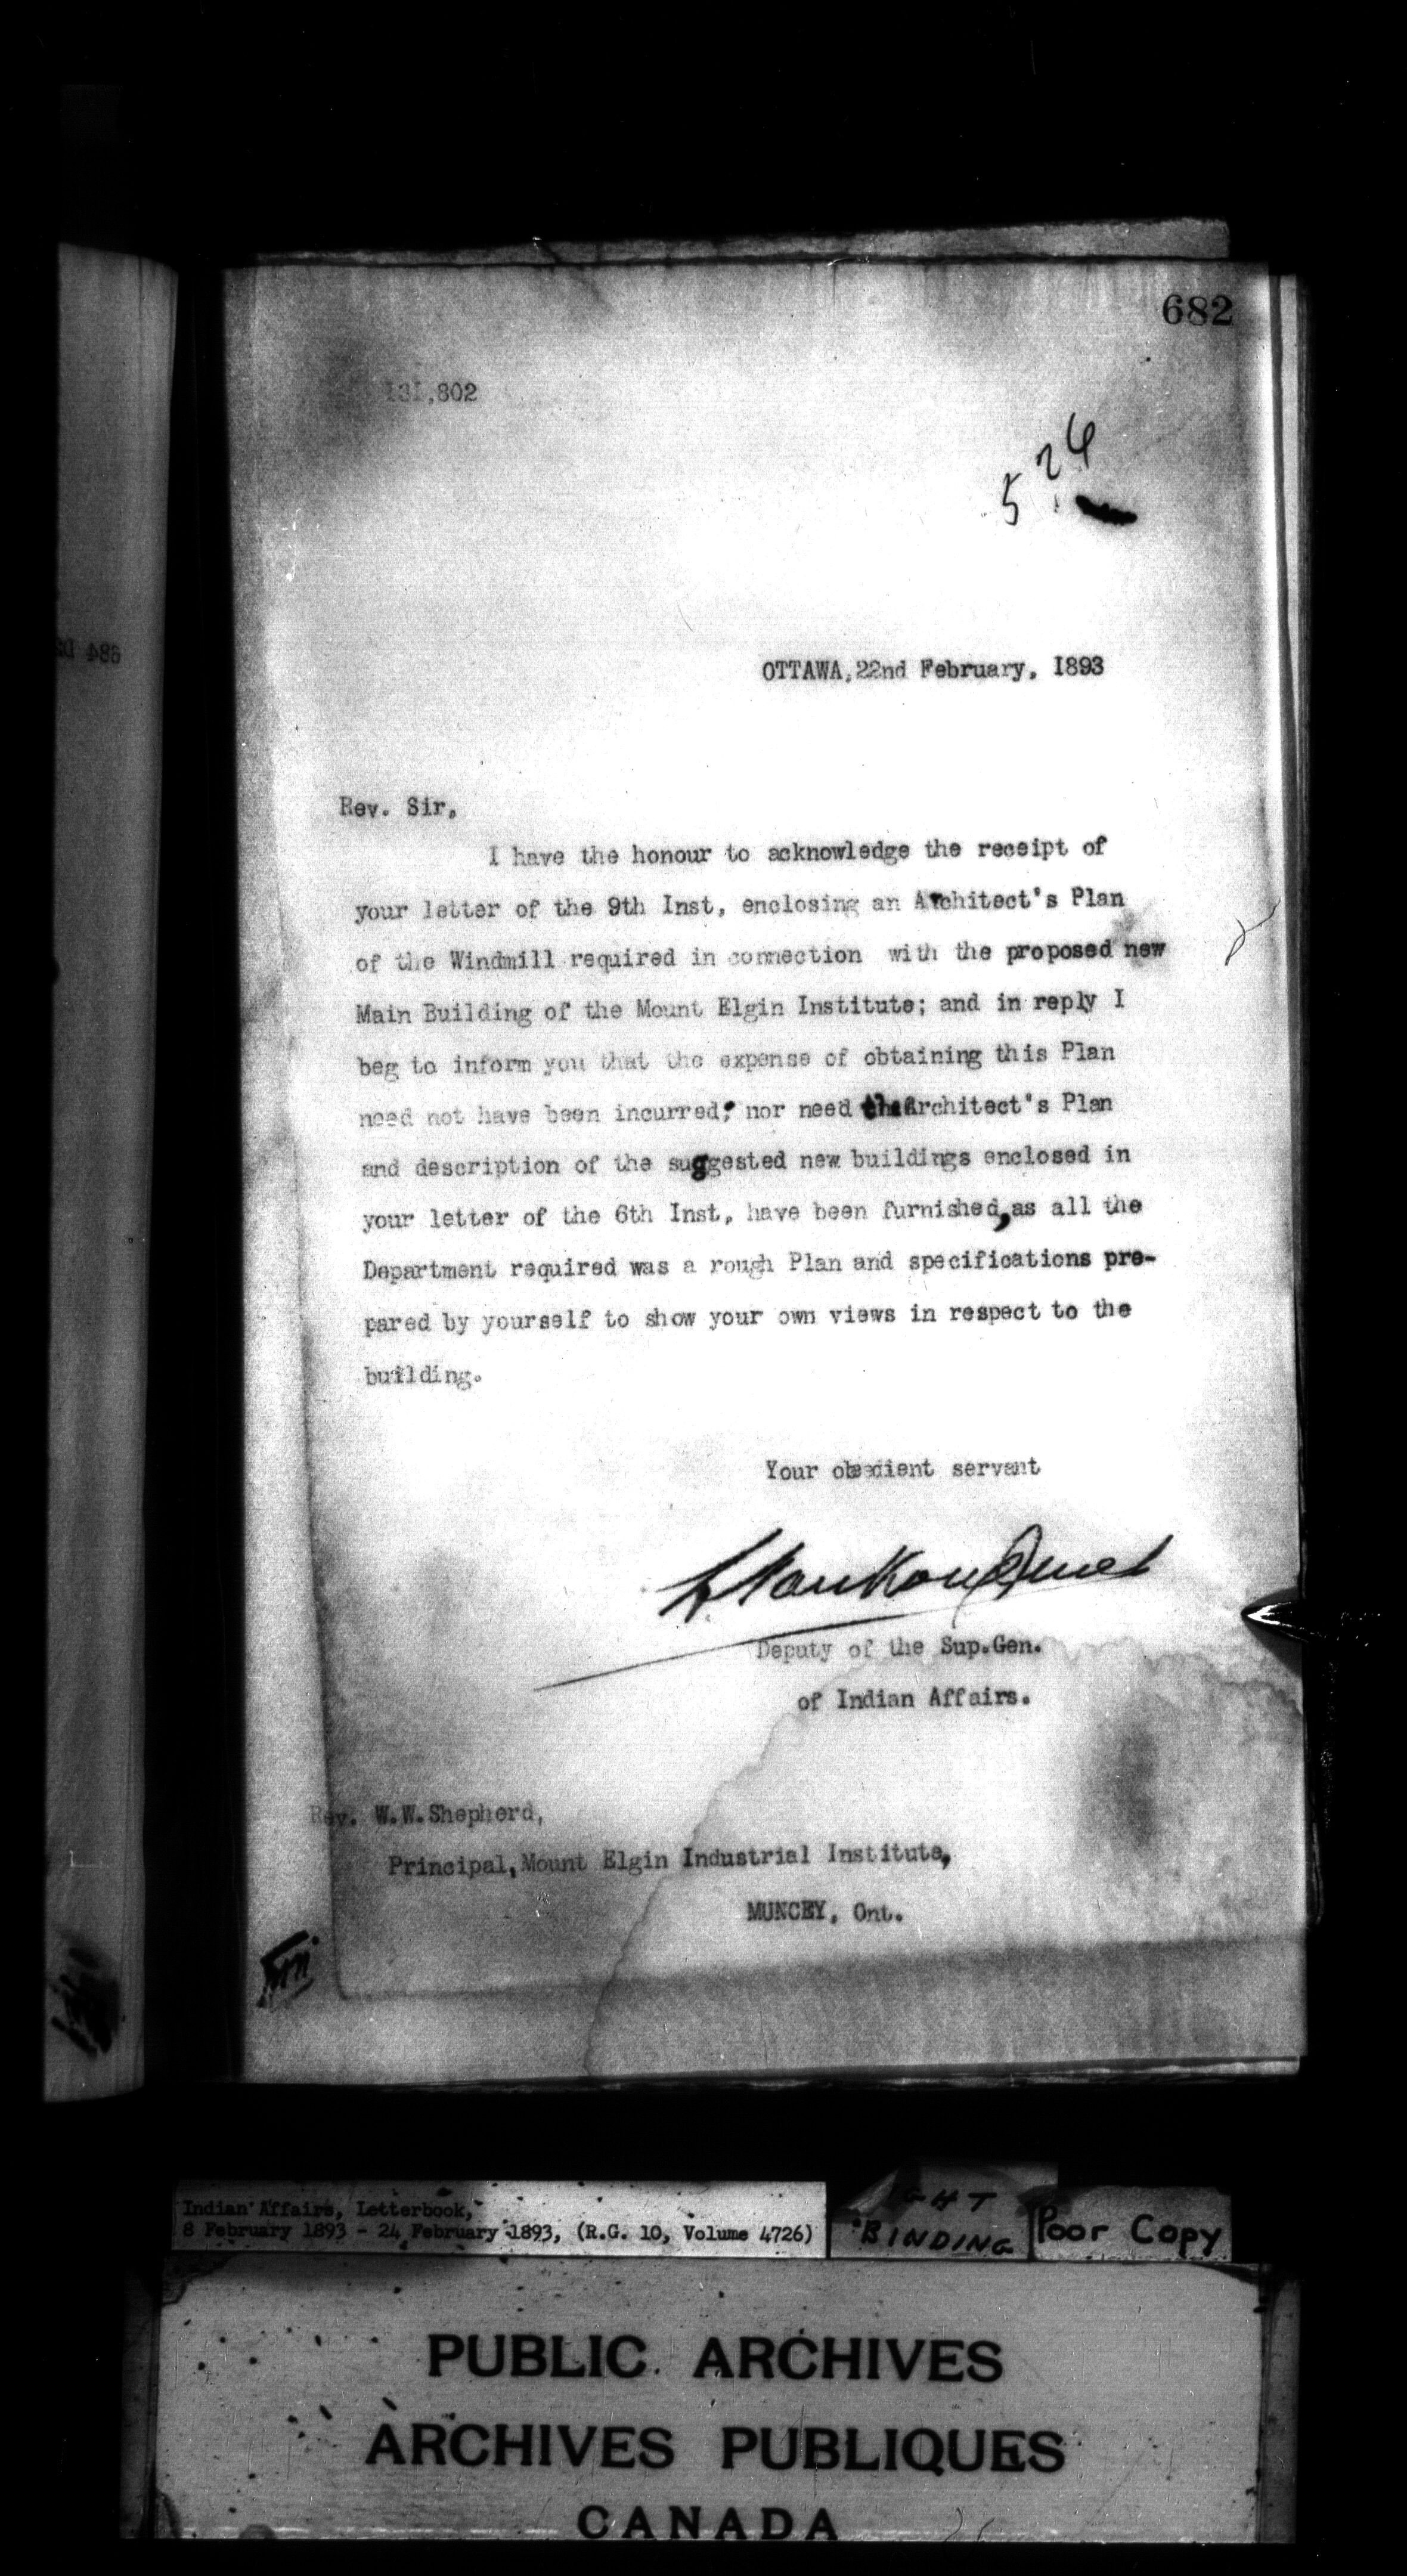 682
131,802
524
OTTAWA, 22nd February, 1893
Rev. Sir,
I have the honour to acknowledge the receipt of
your letter of the 9th Inst, enclosing an Architect's Plan
of the Windmill required in connection with the proposed new
Main Building of the Mount Elgin Institute; and in reply I
beg to inform you that the expense of obtaining this Plan
need not have been incurred; nor need the Architect's Plan
and description of the suggested new buildings enclosed in
your letter of the 6th Inst, have been furnished, as all the
Department required was a rough Plan and specifications pre-
pared by yourself to show your own views in respect to the
building.
Your obedient servant
L. Vankoughnet
Deputy of the Sup.Gen.
of Indian Affairs.
Rev. W.W.Shepherd,
Principal, Mount Elgin Industrial Institute,
MUNCEY, Ont.
Indian Affairs, Letterbook,
8 February 1893 - 24 February 1893, (R.G. 10, Volume 4726)
BINDING
Poor Copy
PUBLIC ARCHIVES
ARCHIVES PUBLIQUES
CANADA